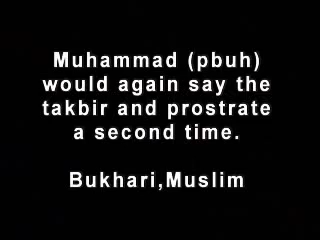 Muhammad (pbuh)
would again say the
takbir and prostrate
a second time.
Bukhari,Muslim